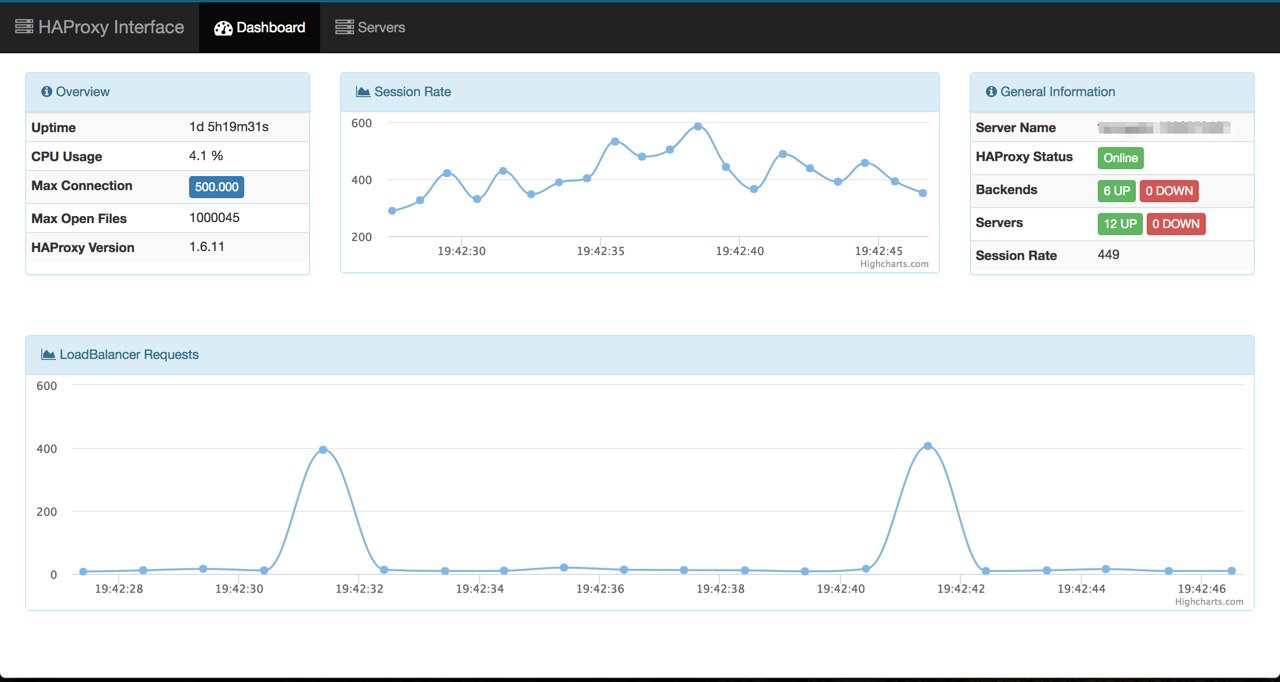 HAProxy Interface Dashboard Servers
Overview
Uptime 1d 5h19m31s
CPU Usage 4.1 %
Max Connection 500.000
Max Open Files 1000045
HAProxy Version 1.6.11
Session Rate
600
400
200
19:42:30 19:42:35 19:42:40 19:42:45
Highcharts.com
General Information
Server Name
HAProxy Status Online
Backends 6 UP 0 DOWN
Servers 12 UP 0 DOWN
Session Rate 449
LoadBalancer Requests
600
400
200
0
19:42:28 19:42:30 19:42:32 19:42:34 19:42:36 19:42:38 19:42:40 19:42:42 19:42:44 19:42:46
Highcharts.com